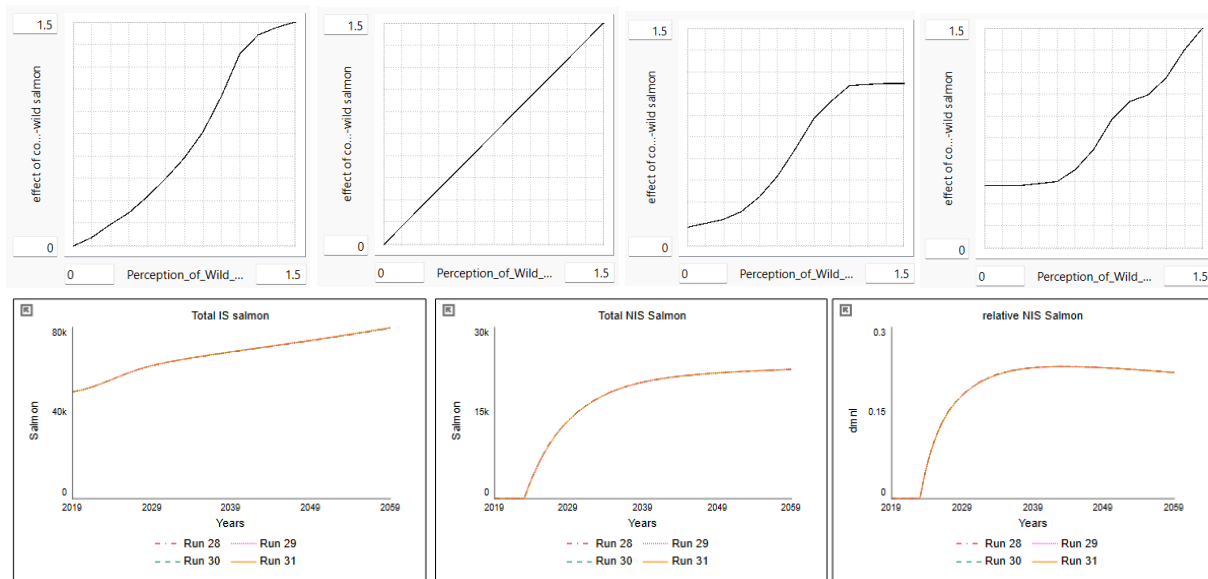 1.5
effect of co...-wild salmon
0
0
Perception_of_Wild_...
1.5
1.5
effect of co...-wild salmon
0
0
Perception_of_Wild_...
1.5
1.5
effect of co...-wild salmon
0
0
Perception_of_Wild_...
1.5
1.5
effect of co...-wild salmon
0
0
Perception_of_Wild_...
1.5
Total IS salmon
80k
40k
0
Salmon
2019 2029 2039 2049 2059
Years
Run 28 Run 29
Run 30 Run 31
Total NIS Salmon
30k
15k
0
Salmon
2019 2029 2039 2049 2059
Years
Run 28 Run 29
Run 30 Run 31
relative NIS Salmon
0.3
0.15
0
dmnl
2019 2029 2039 2049 2059
Years
Run 28 Run 29
Run 30 Run 31